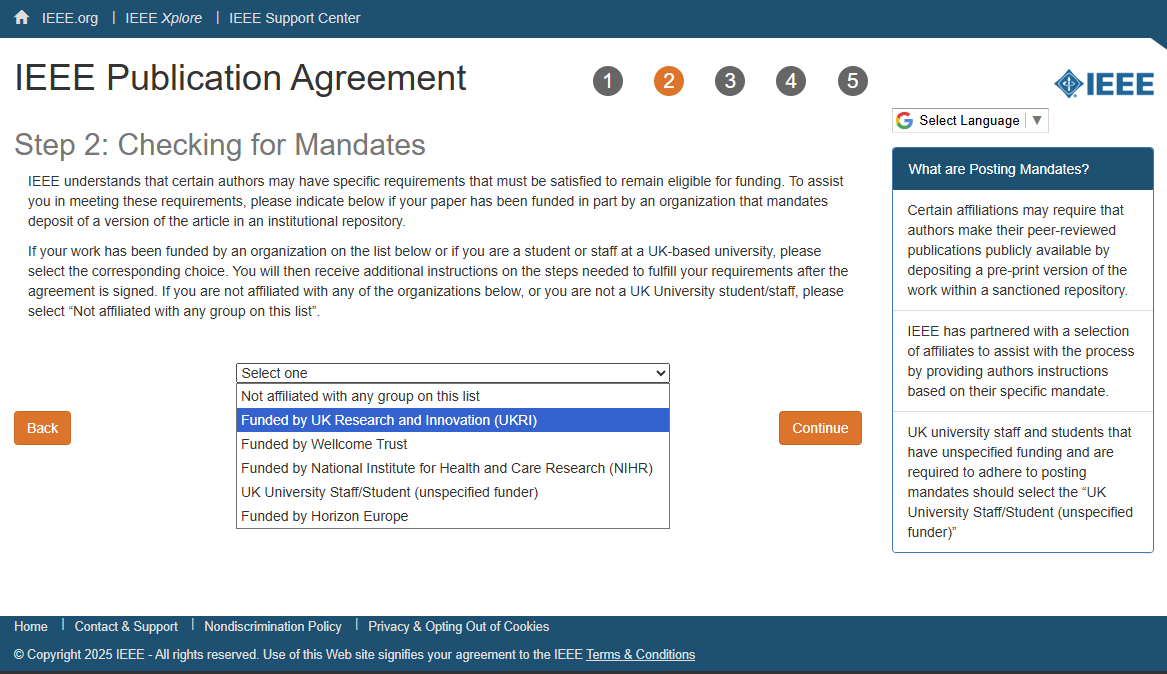 IEEE.org | IEEE Xplore | IEEE Support Center
IEEE Publication Agreement
1 2 3 4 5
IEEE
Select Language ▼
Step 2: Checking for Mandates
IEEE understands that certain authors may have specific requirements that must be satisfied to remain eligible for funding. To assist
you in meeting these requirements, please indicate below if your paper has been funded in part by an organization that mandates
deposit of a version of the article in an institutional repository.
If your work has been funded by an organization on the list below or if you are a student or staff at a UK-based university, please
select the corresponding choice. You will then receive additional instructions on the steps needed to fulfill your requirements after the
agreement is signed. If you are not affiliated with any of the organizations below, or you are not a UK University student/staff, please
select “Not affiliated with any group on this list”.
Select one
Not affiliated with any group on this list
Funded by UK Research and Innovation (UKRI)
Funded by Wellcome Trust
Funded by National Institute for Health and Care Research (NIHR)
UK University Staff/Student (unspecified funder)
Funded by Horizon Europe
Back
Continue
What are Posting Mandates?
Certain affiliations may require that
authors make their peer-reviewed
publications publicly available by
depositing a pre-print version of the
work within a sanctioned repository.
IEEE has partnered with a selection
of affiliates to assist with the process
by providing authors instructions
based on their specific mandate.
UK university staff and students that
have unspecified funding and are
required to adhere to posting
mandates should select the “UK
University Staff/Student (unspecified
funder)”
Home | Contact & Support | Nondiscrimination Policy | Privacy & Opting Out of Cookies
© Copyright 2025 IEEE - All rights reserved. Use of this Web site signifies your agreement to the IEEE Terms & Conditions